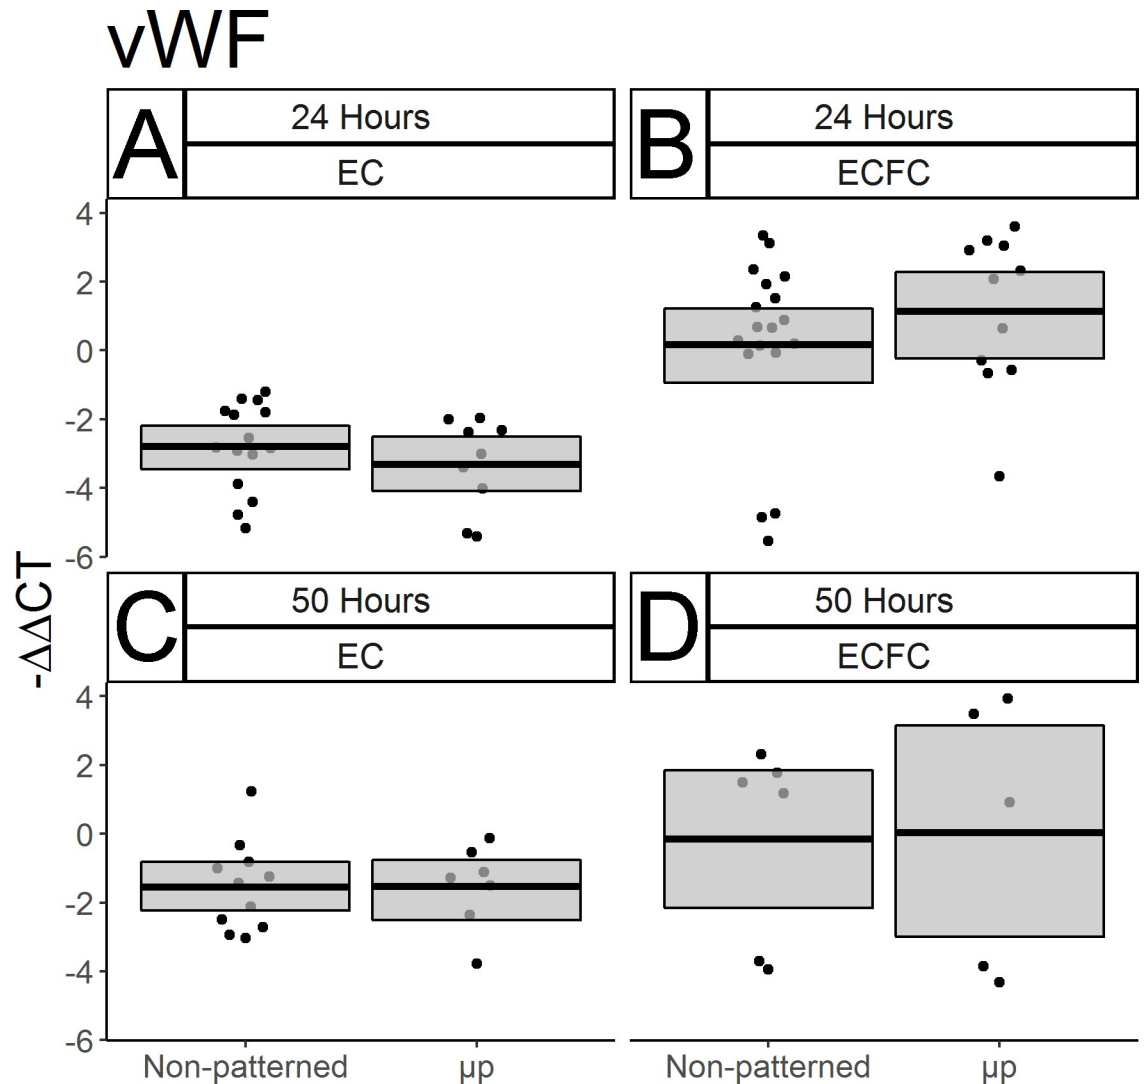 vWF
A
24 Hours
EC
B
24 Hours
ECFC
4
2
0
-2
-4
-6
-ΔΔCT
C
50 Hours
EC
D
50 Hours
ECFC
4
2
0
-2
-4
-6
Non-patterned
µp
Non-patterned
µp